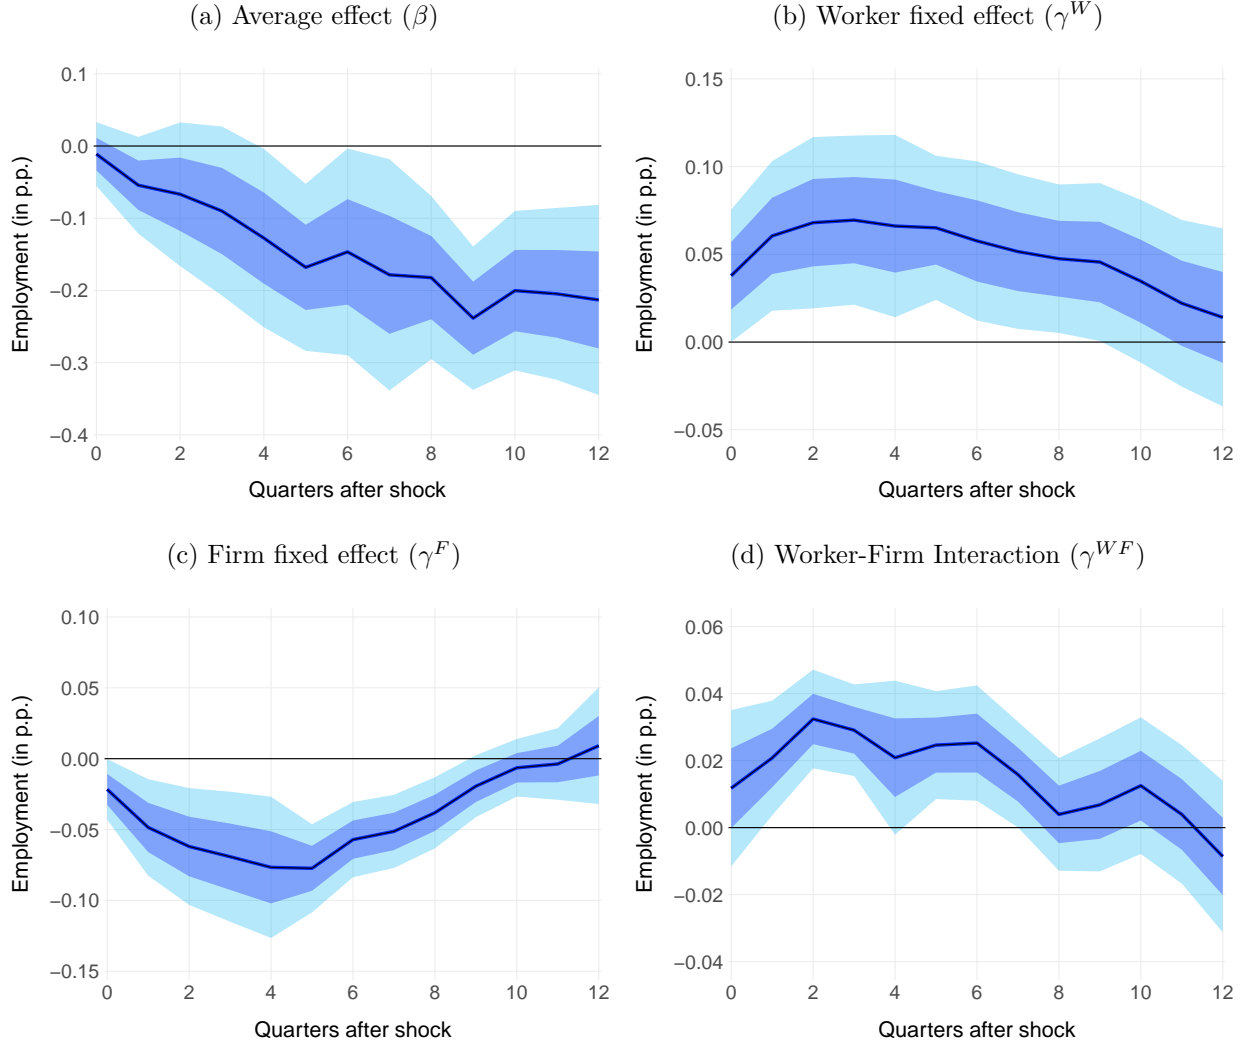 (a) Average effect (β)
Employment (in p.p.)
0.1
0.0
−0.1
−0.2
−0.3
−0.4
0 2 4 6 8 10 12
Quarters after shock
(b) Worker fixed effect (γ^W)
Employment (in p.p.)
0.15
0.10
0.05
0.00
−0.05
0 2 4 6 8 10 12
Quarters after shock
(c) Firm fixed effect (γ^F)
Employment (in p.p.)
0.10
0.05
0.00
−0.05
−0.10
−0.15
0 2 4 6 8 10 12
Quarters after shock
(d) Worker-Firm Interaction (γ^{WF})
Employment (in p.p.)
0.06
0.04
0.02
0.00
−0.02
−0.04
0 2 4 6 8 10 12
Quarters after shock